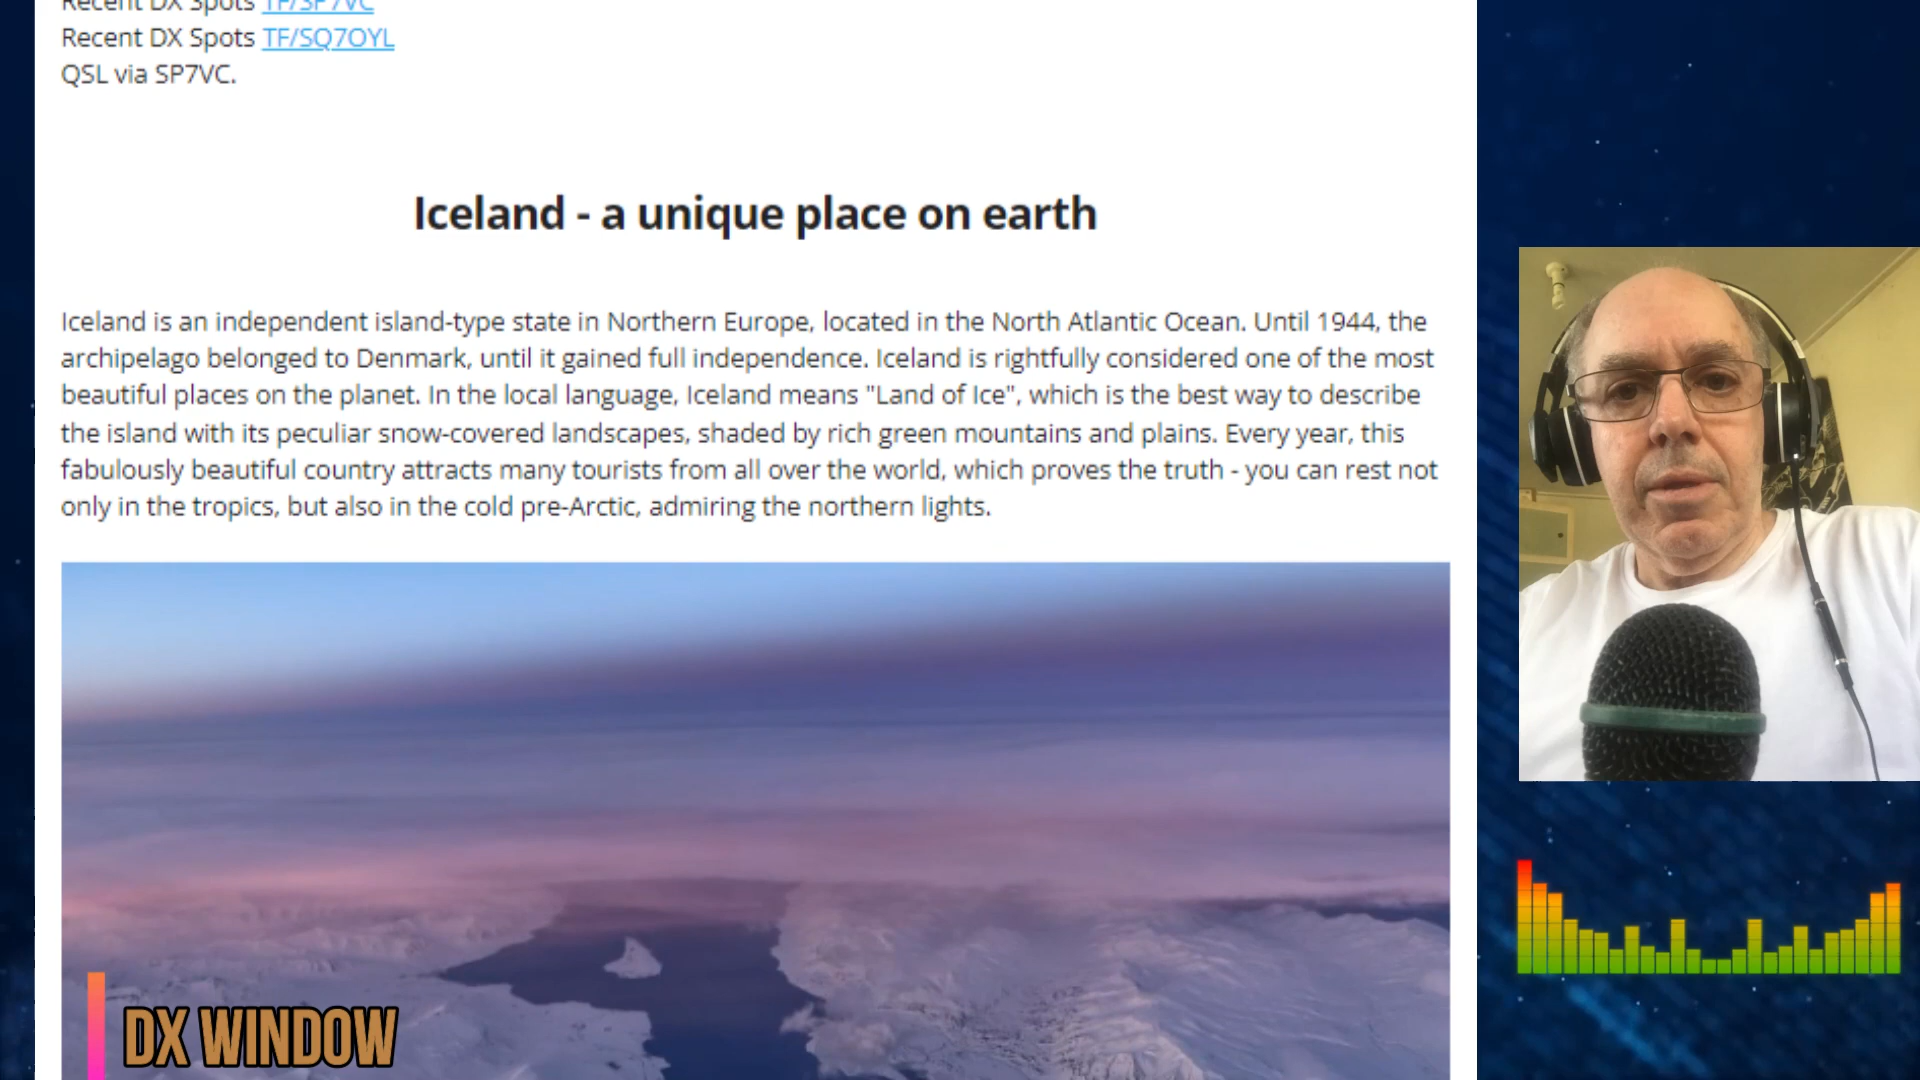 Recent DX Spots TF/SP7VC
Recent DX Spots TF/SQ7OYL
QSL via SP7VC.
Iceland - a unique place on earth
Iceland is an independent island-type state in Northern Europe, located in the North Atlantic Ocean. Until 1944, the
archipelago belonged to Denmark, until it gained full independence. Iceland is rightfully considered one of the most
beautiful places on the planet. In the local language, Iceland means "Land of Ice", which is the best way to describe
the island with its peculiar snow-covered landscapes, shaded by rich green mountains and plains. Every year, this
fabulously beautiful country attracts many tourists from all over the world, which proves the truth - you can rest not
only in the tropics, but also in the cold pre-Arctic, admiring the northern lights.
DX WINDOW